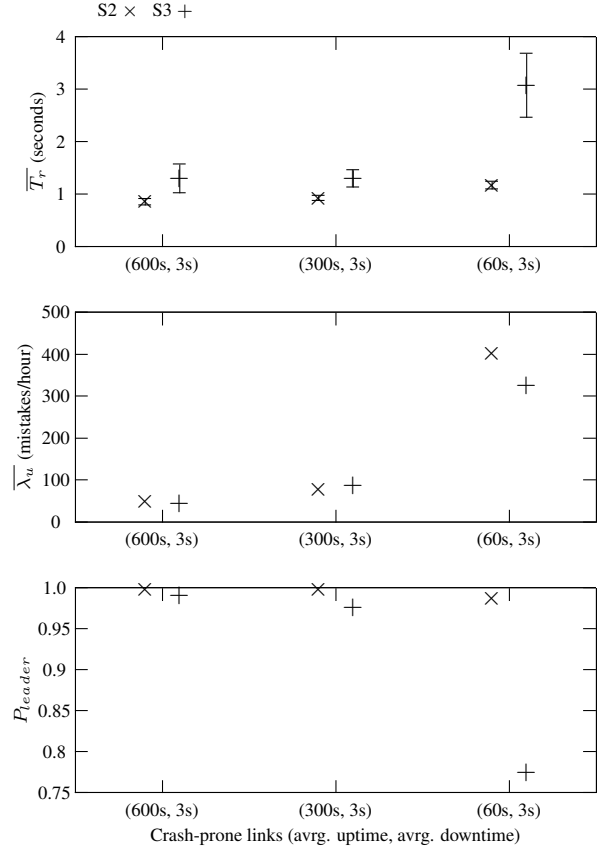 S2 × S3 +
4
3
2
1
0
T_r (seconds)
(600s, 3s) (300s, 3s) (60s, 3s)
500
400
300
200
100
0
λ_u (mistakes/hour)
(600s, 3s) (300s, 3s) (60s, 3s)
1.0
0.95
0.9
0.85
0.8
0.75
P_leader
(600s, 3s) (300s, 3s) (60s, 3s)
Crash-prone links (avrg. uptime, avrg. downtime)